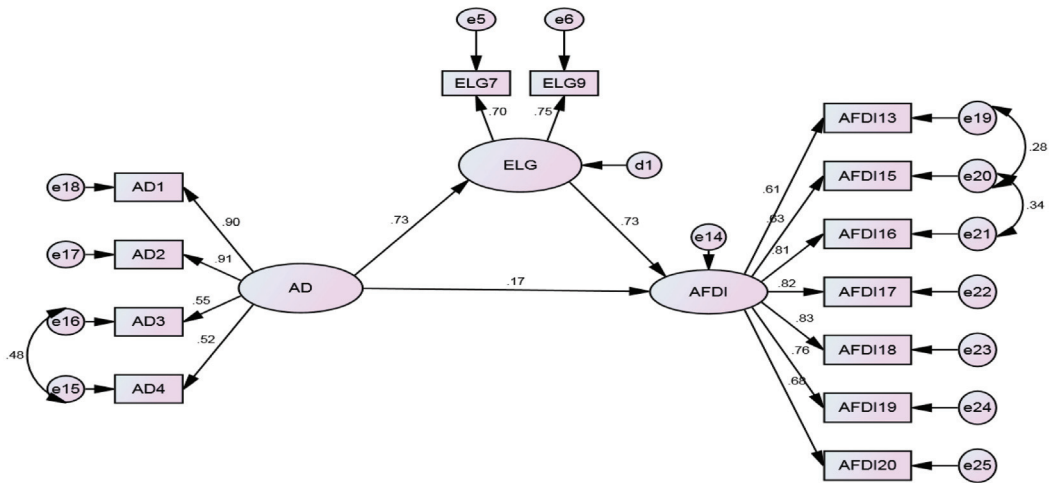 e5
e6
ELG7
ELG9
.70
.75
ELG
d1
e18
AD1
.90
e17
AD2
.91
e16
AD3
.55
.48
e15
AD4
.52
AD
.73
.73
.17
e14
AFDI
AFDI13
e19
.28
.61
AFDI15
e20
.63
.34
AFDI16
e21
.81
AFDI17
e22
.82
AFDI18
e23
.83
AFDI19
e24
.76
AFDI20
e25
.68